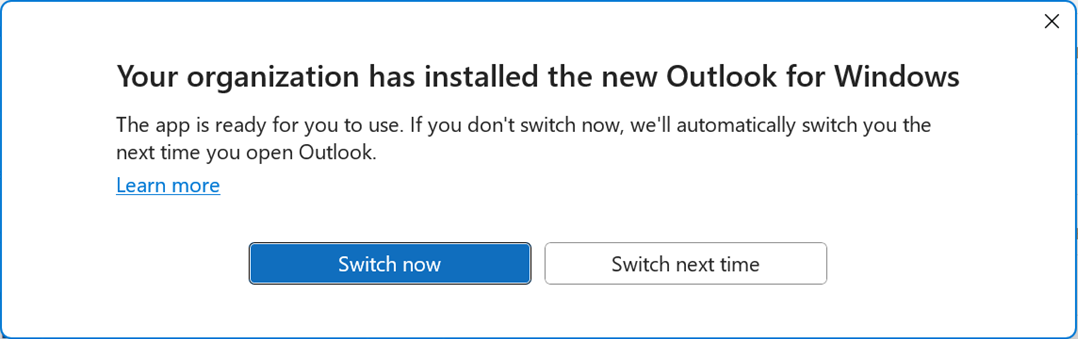 Your organization has installed the new Outlook for Windows
The app is ready for you to use. If you don't switch now, we'll automatically switch you the
next time you open Outlook.
Learn more
Switch now
Switch next time